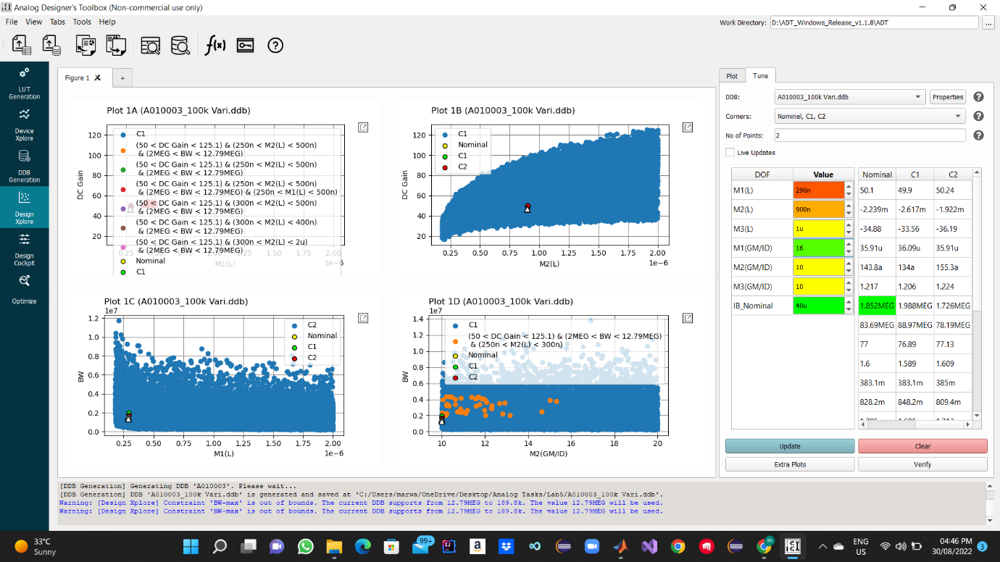 Analog Designer's Toolbox (Non-commercial use only)
File View Tabs Tools Help
Work Directory: D:\ADT_Windows_Release_v1.1.8\ADT ...
f(x)
LUT
Generation
Device
Xplore
DDB
Generation
Design
Xplore
Design
Cockpit
Optimize
Figure 1 +
Plot 1A (A010003_100k Vari.ddb)
DC Gain
120
100
80
60
40
20
C1
(50 < DC Gain < 125.1) & (250n < M2(L) < 500n)
& (2MEG < BW < 12.79MEG)
(50 < DC Gain < 125.1) & (250n < M2(L) < 500n)
& (2MEG < BW < 12.79MEG)
(50 < DC Gain < 125.1) & (250n < M2(L) < 500n)
& (2MEG < BW < 12.79MEG) & (250n < M1(L) < 500n)
(50 < DC Gain < 125.1) & (300n < M2(L) < 500n)
& (2MEG < BW < 12.79MEG)
(50 < DC Gain < 125.1) & (300n < M2(L) < 400n)
& (2MEG < BW < 12.79MEG)
(50 < DC Gain < 125.1) & (300n < M2(L) < 2u)
& (2MEG < BW < 12.79MEG)
Nominal
C1
0.25 0.50 0.75 1.00 1.25 1.50 1.75 2.00
M1(L) 1e−6
Plot 1B (A010003_100k Vari.ddb)
DC Gain
120
100
80
60
40
20
C1
Nominal
C1
C2
0.25 0.50 0.75 1.00 1.25 1.50 1.75 2.00
M2(L) 1e−6
Plot 1C (A010003_100k Vari.ddb)
1e7
BW
1.2
1.0
0.8
0.6
0.4
0.2
0.0
C2
Nominal
C1
C2
0.25 0.50 0.75 1.00 1.25 1.50 1.75 2.00
M1(L) 1e−6
Plot 1D (A010003_100k Vari.ddb)
1e7
BW
1.4
1.2
1.0
0.8
0.6
0.4
0.2
0.0
C1
(50 < DC Gain < 125.1) & (2MEG < BW < 12.79MEG)
& (250n < M2(L) < 300n)
Nominal
C1
C2
10 12 14 16 18 20
M2(GM/ID)
Plot Tune
DDB: A010003_100k Vari.ddb Properties ?
Corners: Nominal, C1, C2 ?
No of Points: 2 ?
Live Updates
DOF Value Nominal C1 C2
M1(L) 290n 50.1 49.9 50.24
M2(L) 900n -2.239m -2.617m -1.922m
M3(L) 1u -34.88 -33.56 -36.19
M1(GM/ID) 16 35.91u 36.09u 35.91u
M2(GM/ID) 10 143.8a 134a 155.3a
M3(GM/ID) 10 1.217 1.206 1.224
IB_Nominal 40u 1.852MEG 1.988MEG 1.726MEG
83.69MEG 88.97MEG 78.19MEG
77 76.89 77.13
1.6 1.589 1.609
383.1m 383.1m 385m
828.2m 848.2m 809.4m
Update Clear
Extra Plots Verify
[DDB Generation] Generating DDB 'A010003'. Please wait...
[DDB Generation] DDB 'A010003_100k Vari.ddb' is generated and saved at 'C:/Users/marwa/OneDrive/Desktop/Analog Tasks/Lab5/A010003_100k Vari.ddb'.
Warning: [Design Xplore] Constraint 'BW-max' is out of bounds. The current DDB supports from 12.79MEG to 189.8k. The value 12.79MEG will be used.
Warning: [Design Xplore] Constraint 'BW-max' is out of bounds. The current DDB supports from 12.79MEG to 189.8k. The value 12.79MEG will be used.
33°C
Sunny
99+
ENG
US
04:46 PM
30/08/2022
3